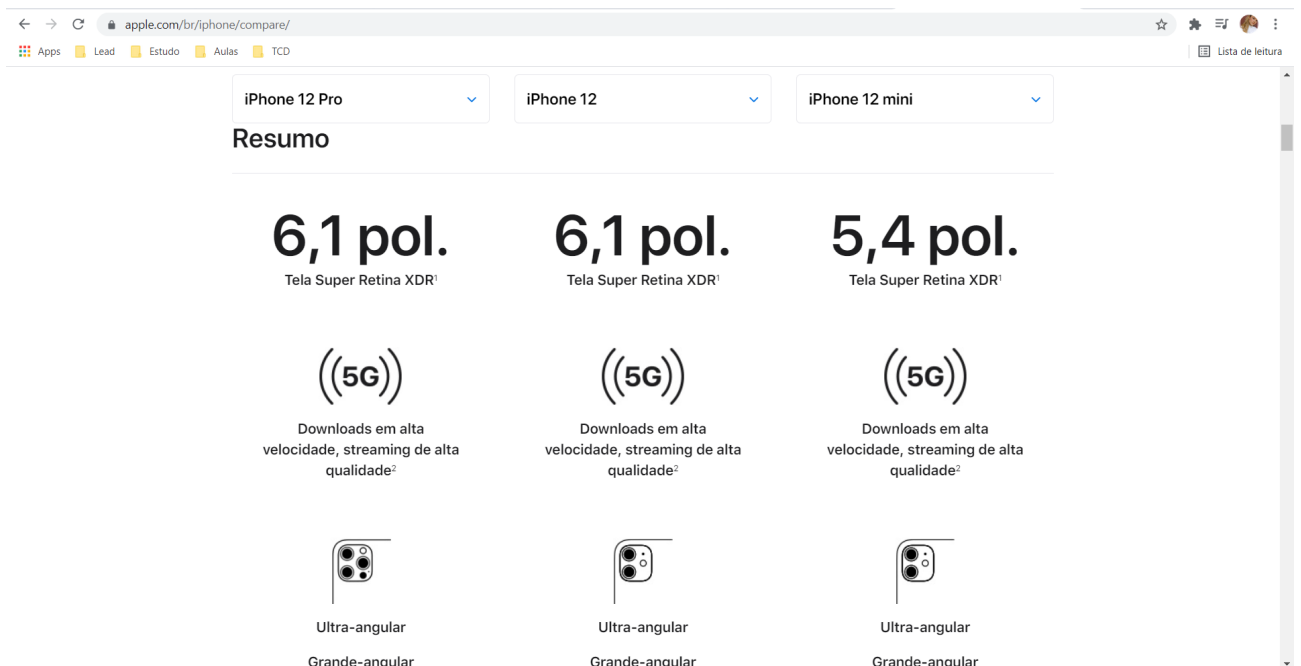 apple.com/br/iphone/compare/
Apps Lead Estudo Aulas TCD Lista de leitura
iPhone 12 Pro iPhone 12 iPhone 12 mini
Resumo
6,1 pol. 6,1 pol. 5,4 pol.
Tela Super Retina XDR¹ Tela Super Retina XDR¹ Tela Super Retina XDR¹
5G 5G 5G
Downloads em alta Downloads em alta Downloads em alta
velocidade, streaming de alta velocidade, streaming de alta velocidade, streaming de alta
qualidade² qualidade² qualidade²
Ultra-angular Ultra-angular Ultra-angular
Grande-angular Grande-angular Grande-angular